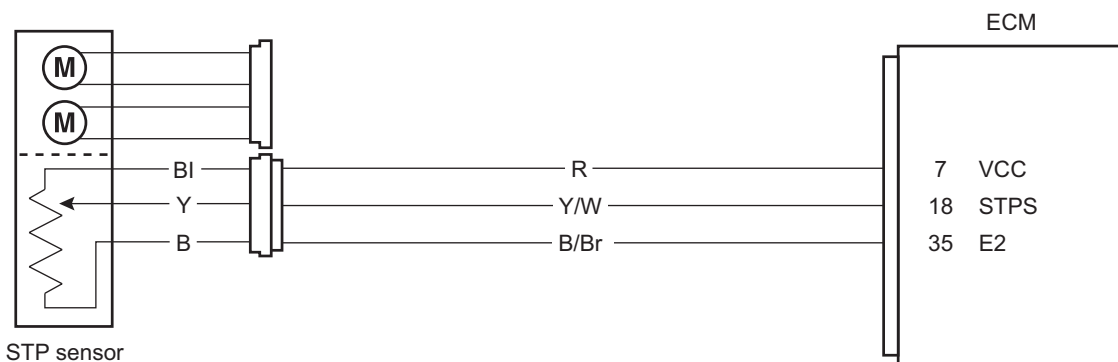 ECM
M
M
Bl R 7 VCC
Y Y/W 18 STPS
B B/Br 35 E2
STP sensor